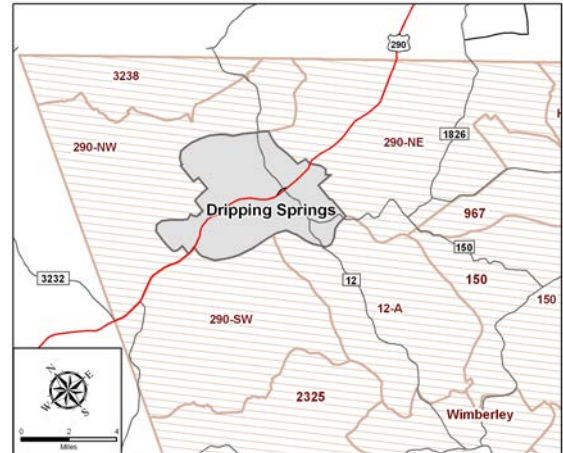 290
3238
1826
H
290-NW
290-NE
967
Dripping Springs
150
150
3232
12
150
12-A
290-SW
2325
Wimberley
N
E
W
S
0 2 4
Miles